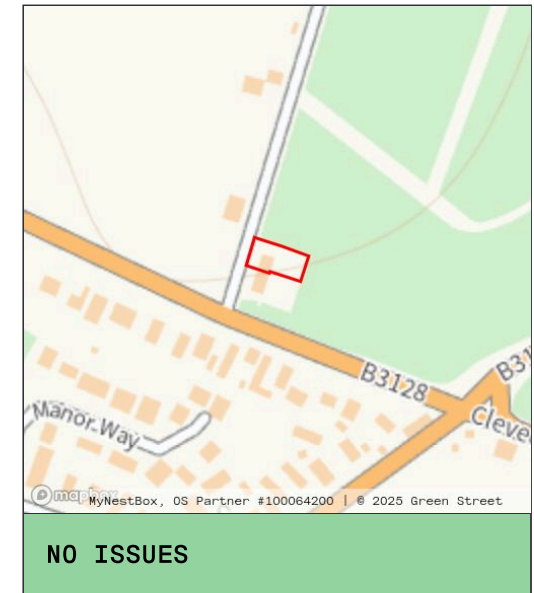 B3128
B31
Cleve
Manor Way
mapbox
MyNestBox, OS Partner #100064200 | © 2025 Green Street
NO ISSUES